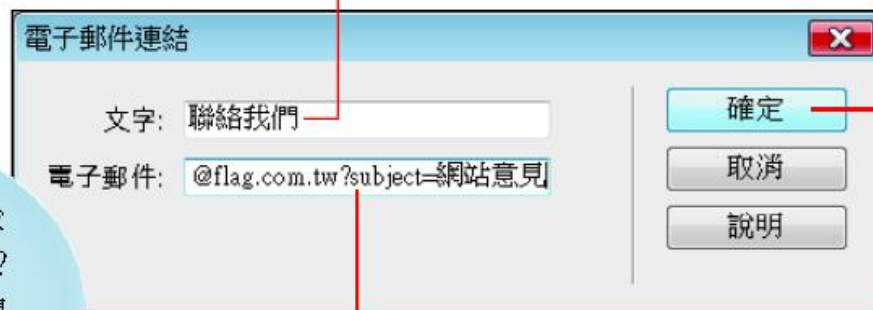 電子郵件連結
文字: 聯絡我們
確定
電子郵件: @flag.com.tw?subject=網站意見
取消
說明
?